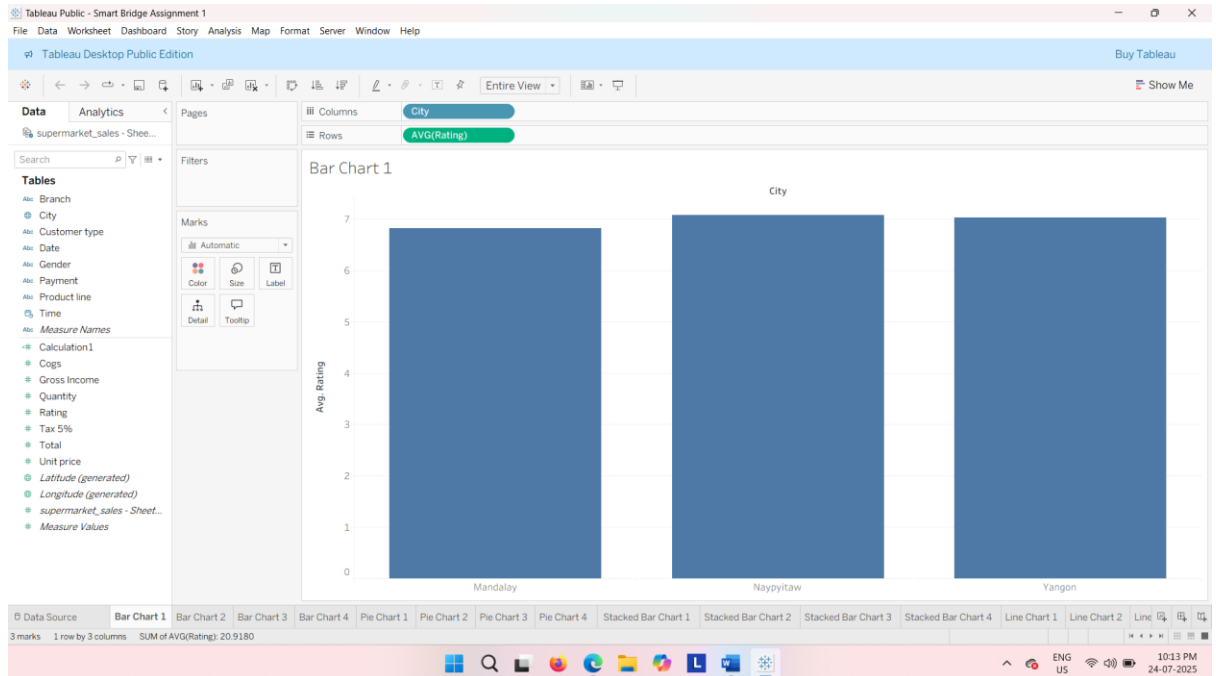 Tableau Public - Smart Bridge Assignment 1
File Data Worksheet Dashboard Story Analysis Map Format Server Window Help
Tableau Desktop Public Edition
Buy Tableau
Entire View
Show Me
Data Analytics
supermarket_sales - Shee...
Search
Tables
Abc Branch
City
Abc Customer type
Abc Date
Abc Gender
Abc Payment
Abc Product line
Time
Abc Measure Names
=# Calculation1
# Cogs
# Gross Income
# Quantity
# Rating
# Tax 5%
# Total
# Unit price
Latitude (generated)
Longitude (generated)
# supermarket_sales - Sheet...
# Measure Values
Pages
Filters
Marks
Automatic
Color Size Label
Detail Tooltip
Columns City
Rows AVG(Rating)
Bar Chart 1
City
7
6
5
4
3
2
1
0
Avg. Rating
Mandalay Naypyitaw Yangon
Data Source Bar Chart 1 Bar Chart 2 Bar Chart 3 Bar Chart 4 Pie Chart 1 Pie Chart 2 Pie Chart 3 Pie Chart 4 Stacked Bar Chart 1 Stacked Bar Chart 2 Stacked Bar Chart 3 Stacked Bar Chart 4 Line Chart 1 Line Chart 2 Line
3 marks 1 row by 3 columns SUM of AVG(Rating): 20.9180
ENG
US
10:13 PM
24-07-2025